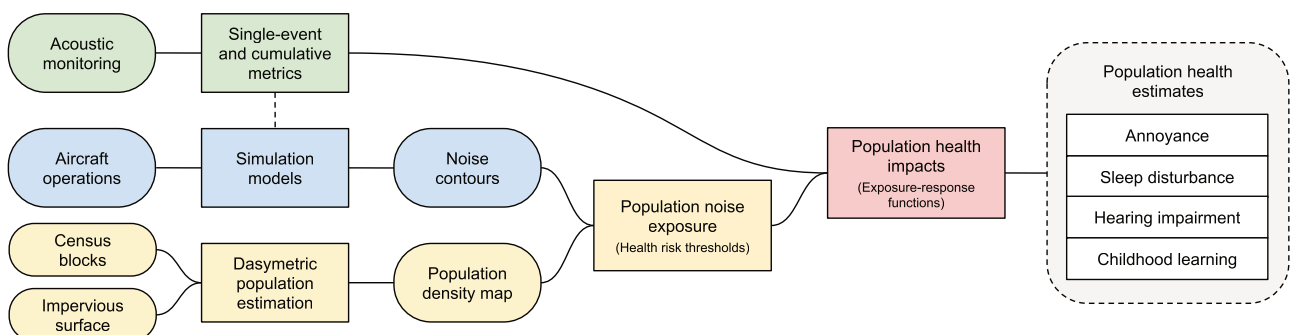 Acoustic
monitoring
Single-event
and cumulative
metrics
Aircraft
operations
Simulation
models
Noise
contours
Census
blocks
Impervious
surface
Dasymetric
population
estimation
Population
density map
Population noise
exposure
(Health risk thresholds)
Population health
impacts
(Exposure-response
functions)
Population health
estimates
Annoyance
Sleep disturbance
Hearing impairment
Childhood learning